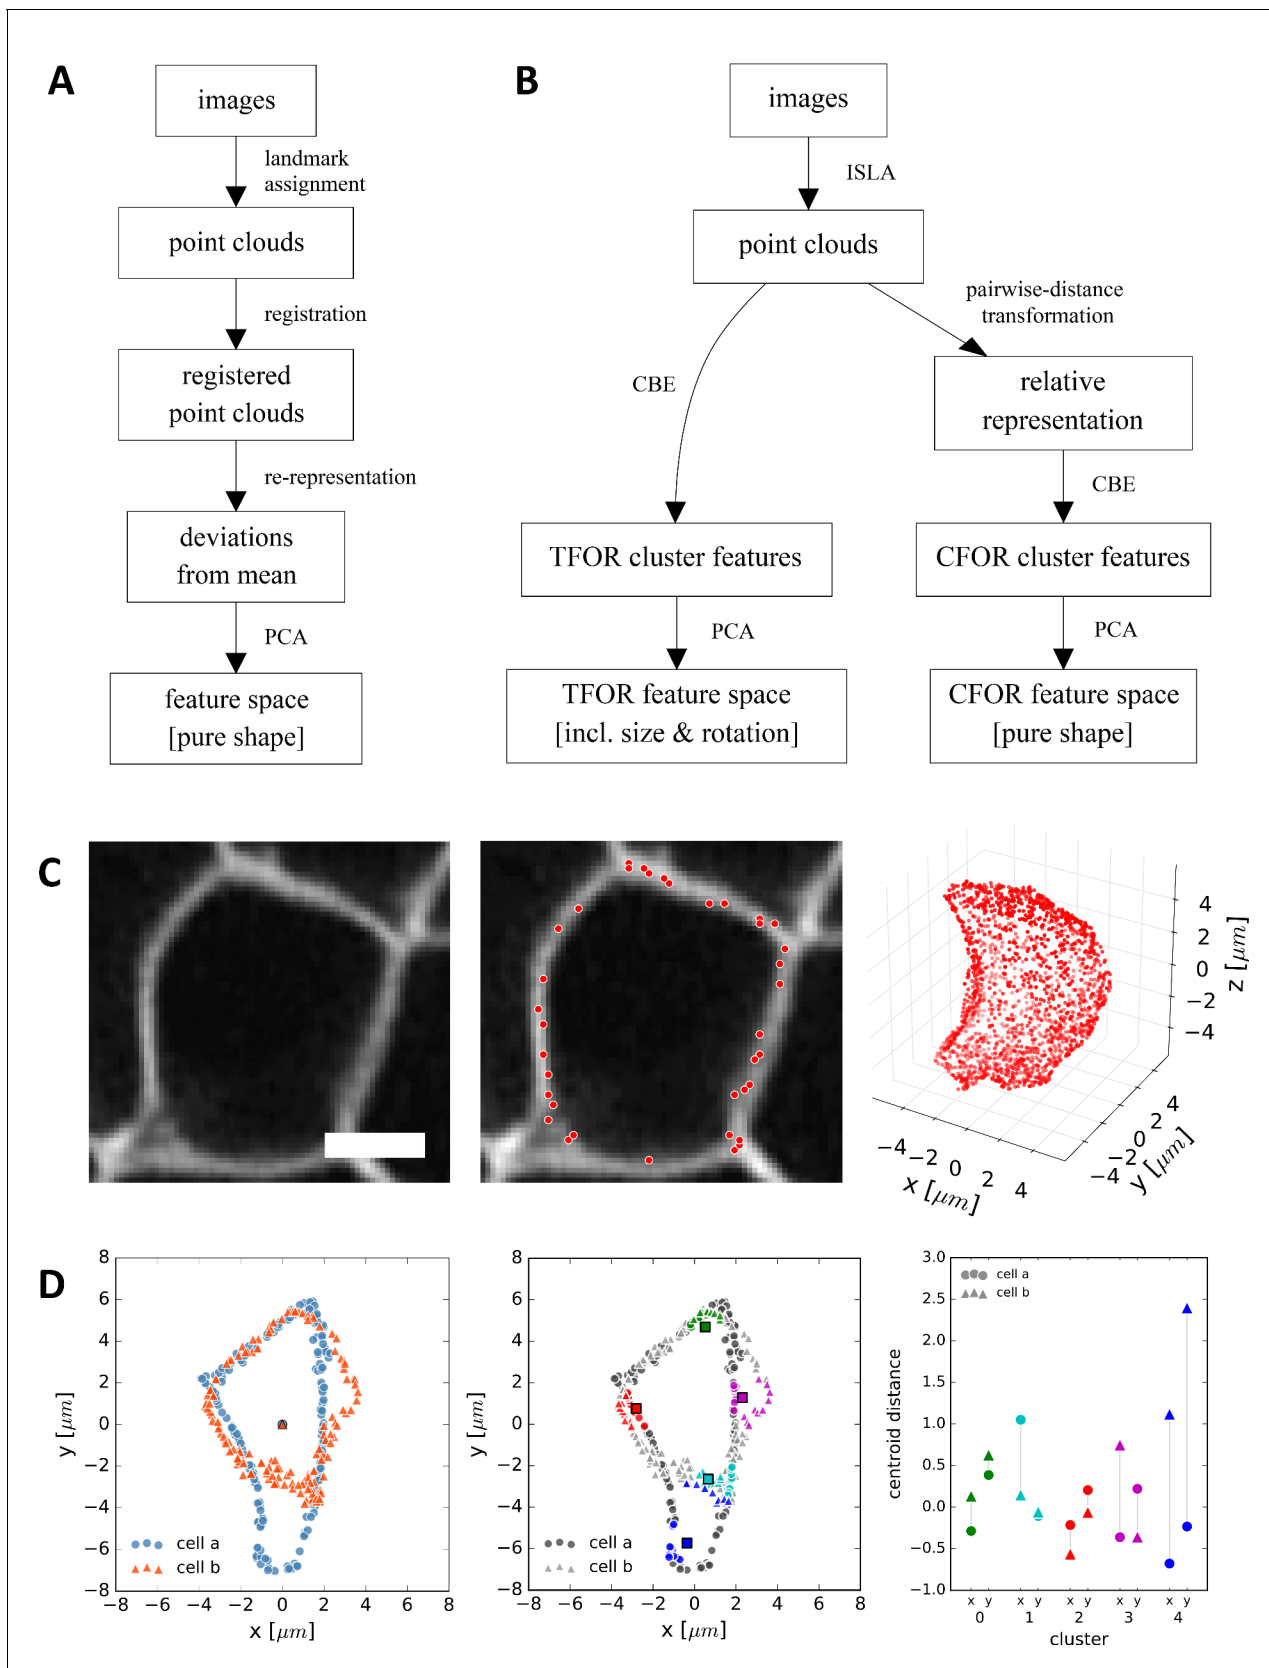 A
images
landmark
assignment
point clouds
registration
registered
point clouds
re-representation
deviations
from mean
PCA
feature space
[pure shape]
B
images
ISLA
point clouds
pairwise-distance
transformation
CBE
relative
representation
CBE
TFOR cluster features
CFOR cluster features
PCA
PCA
TFOR feature space
[incl. size & rotation]
CFOR feature space
[pure shape]
C
4
2
0
−2
−4
z [μm]
−4 −2 0 2 4
x [μm]
−4 −2 0 2 4
y [μm]
D
8
6
4
2
0
−2
−4
−6
−8
y [μm]
cell a
cell b
−8 −6 −4 −2 0 2 4 6 8
x [μm]
8
6
4
2
0
−2
−4
−6
−8
y [μm]
cell a
cell b
−8 −6 −4 −2 0 2 4 6 8
x [μm]
3.0
2.5
2.0
1.5
1.0
0.5
0.0
−0.5
−1.0
centroid distance
cell a
cell b
x y x y x y x y x y
0 1 2 3 4
cluster